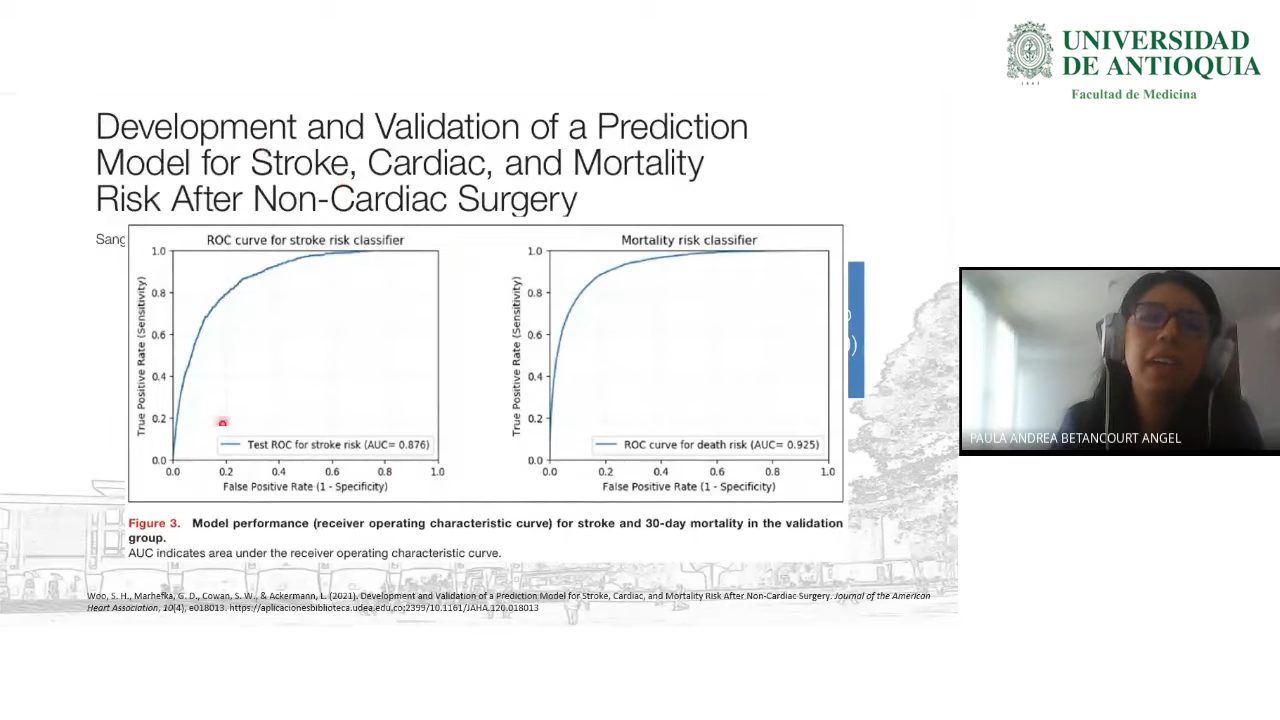 UNIVERSIDAD
DE ANTIOQUIA
Facultad de Medicina
1803
Development and Validation of a Prediction
Model for Stroke, Cardiac, and Mortality
Risk After Non-Cardiac Surgery
Sang
ROC curve for stroke risk classifier
True Positive Rate (Sensitivity)
1.0
0.8
0.6
0.4
0.2
0.0
Test ROC for stroke risk (AUC= 0.876)
0.0 0.2 0.4 0.6 0.8 1.0
False Positive Rate (1 - Specificity)
Mortality risk classifier
True Positive Rate (Sensitivity)
1.0
0.8
0.6
0.4
0.2
0.0
ROC curve for death risk (AUC= 0.925)
0.0 0.2 0.4 0.6 0.8 1.0
False Positive Rate (1 - Specificity)
)
Figure 3. Model performance (receiver operating characteristic curve) for stroke and 30-day mortality in the validation
group.
AUC indicates area under the receiver operating characteristic curve.
Woo, S. H., Marhefka, G. D., Cowan, S. W., & Ackermann, L. (2021). Development and Validation of a Prediction Model for Stroke, Cardiac, and Mortality Risk After Non-Cardiac Surgery. Journal of the American
Heart Association, 10(4), e018013. https://aplicacionesbiblioteca.udea.edu.co:2399/10.1161/JAHA.120.018013
PAULA ANDREA BETANCOURT ANGEL